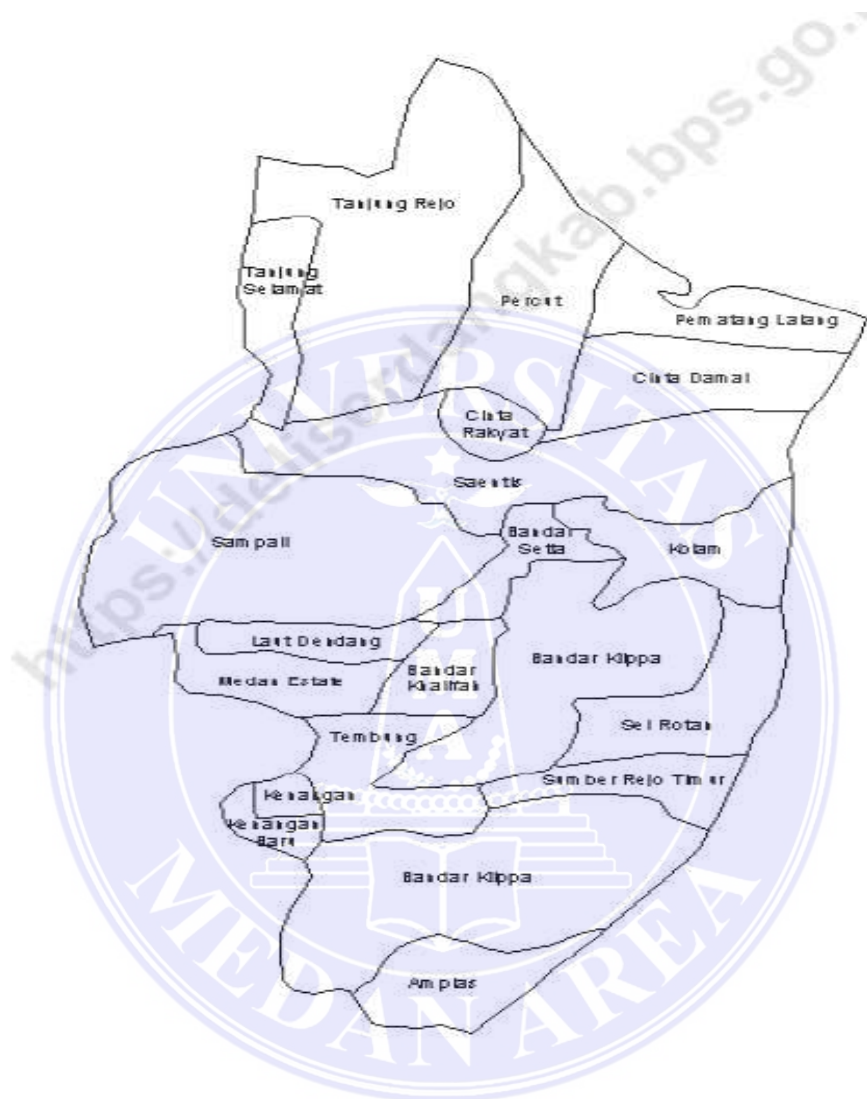 https://deliserdangkab.bps.go.
Tanjung Rejo
Tanjung
Selamat
Percut
Pematang Lalang
Cinta Damai
Cinta
Rakyat
Saentis
Sampali
Bandar
Setia
Kolam
Laut Dendang
Medan Estate
Bandar
Khalifah
Bandar Klippa
Sei Rotan
Tembung
Sumber Rejo Timur
Kenangan
Kenangan
Baru
Bandar Klippa
Amplas
UNIVERSITAS
UMA
MEDAN AREA